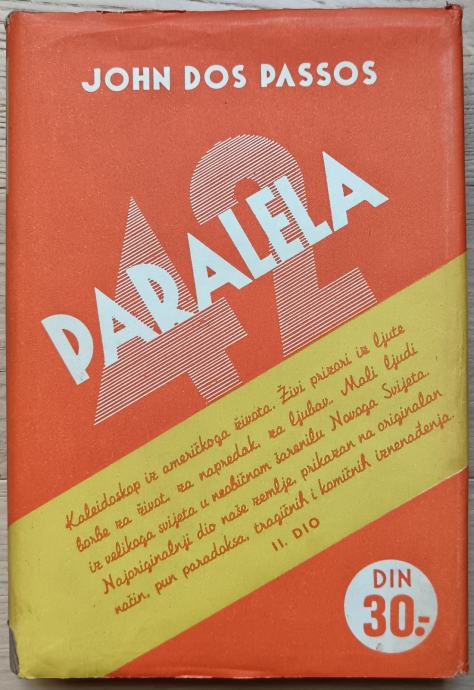 JOHN DOS PASSOS
42
PARALELA
Kaleidoskop iz američkoga života. Živi prizori iz ljute
borbe za život, za napredak, za ljubav. Mali ljudi
iz velikoga svijeta u neobičnom šarenilu Novoga Svijeta.
Najoriginalnji dio naše zemlje, prikazan na originalan
način, pun paradoksa, tragičnih i komičnih iznenađenja.
II. DIO
DIN
30.-